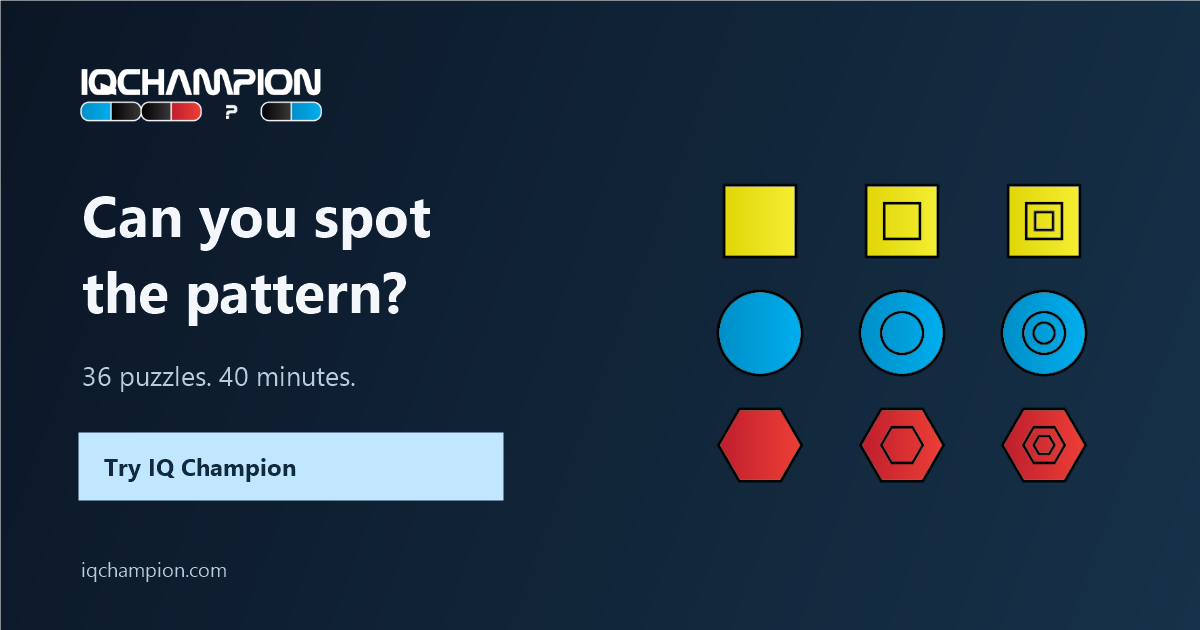 IQCHAMPION
?
Can you spot
the pattern?
36 puzzles. 40 minutes.
Try IQ Champion
iqchampion.com